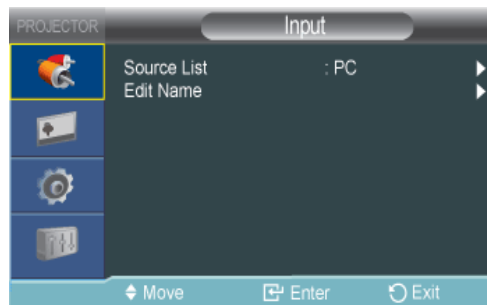 PROJECTOR Input
Source List : PC
Edit Name
Move Enter Exit